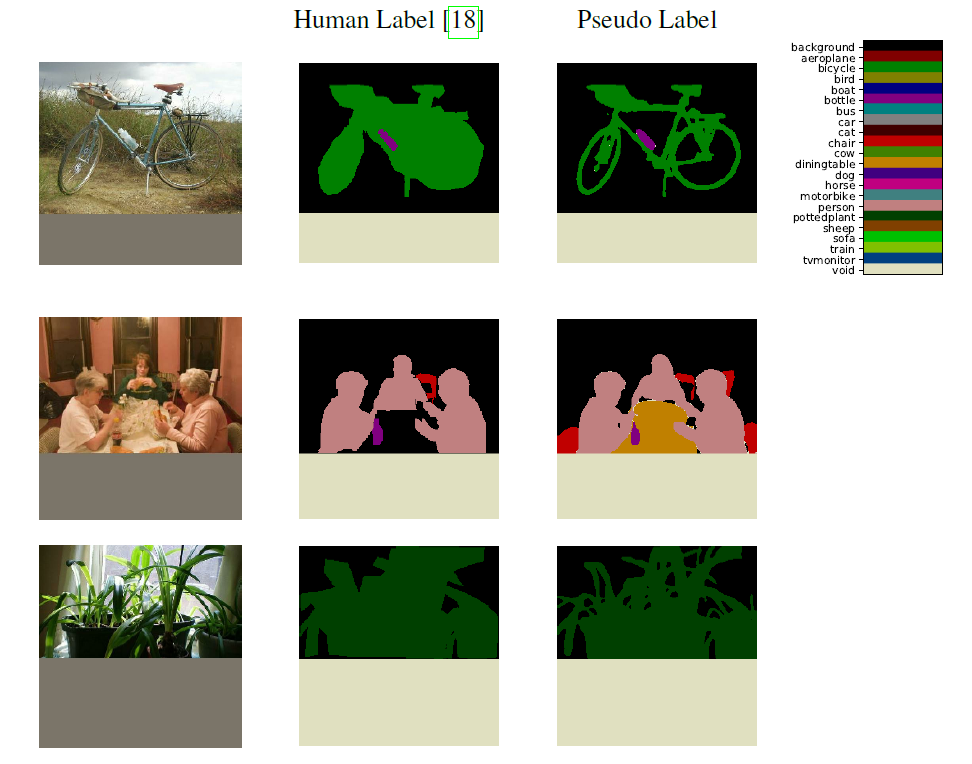 Human Label [18]
Pseudo Label
background
aeroplane
bicycle
bird
boat
bottle
bus
car
cat
chair
cow
diningtable
dog
horse
motorbike
person
pottedplant
sheep
sofa
train
tvmonitor
void